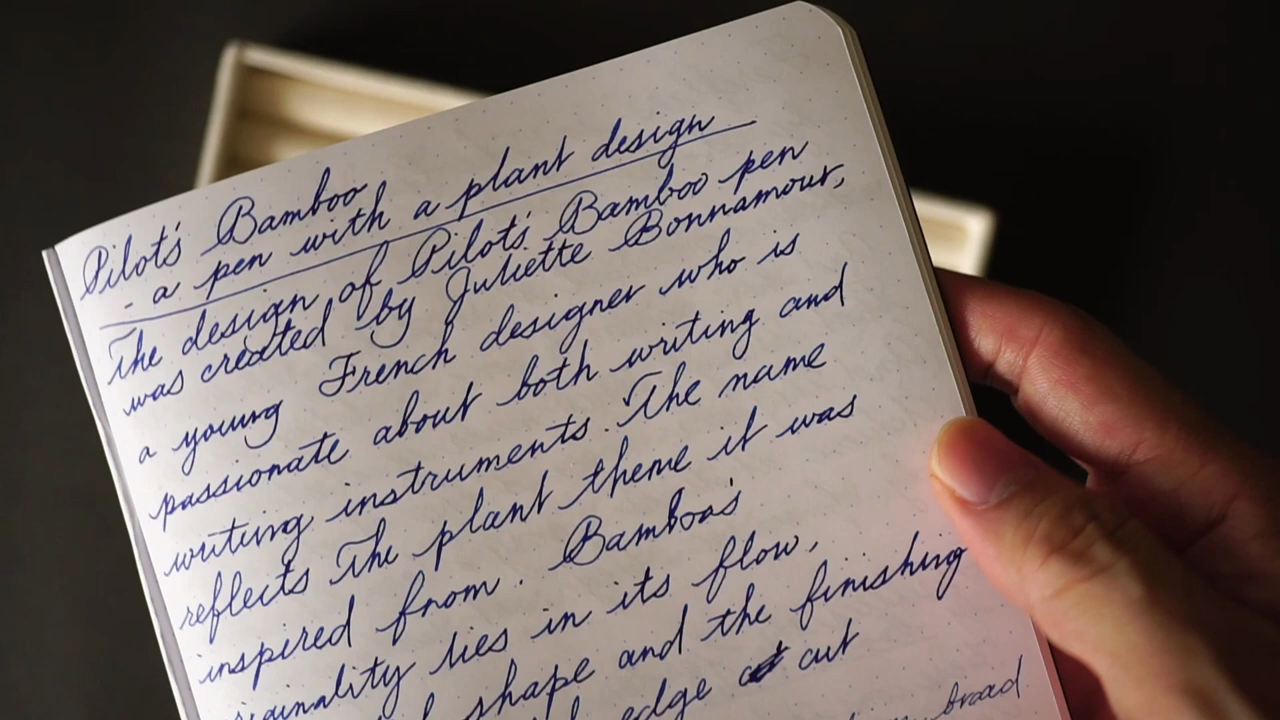 Pilot's Bamboo
- a pen with a plant design
The design of Pilot's Bamboo pen
was created by Juliette Bonnamour,
a young French designer who is
passionate about both writing and
writing instruments. The name
reflects The plant theme it was
inspired from. Bamboo's
originality lies in its flow,
shape and the finishing
edge cut
broad